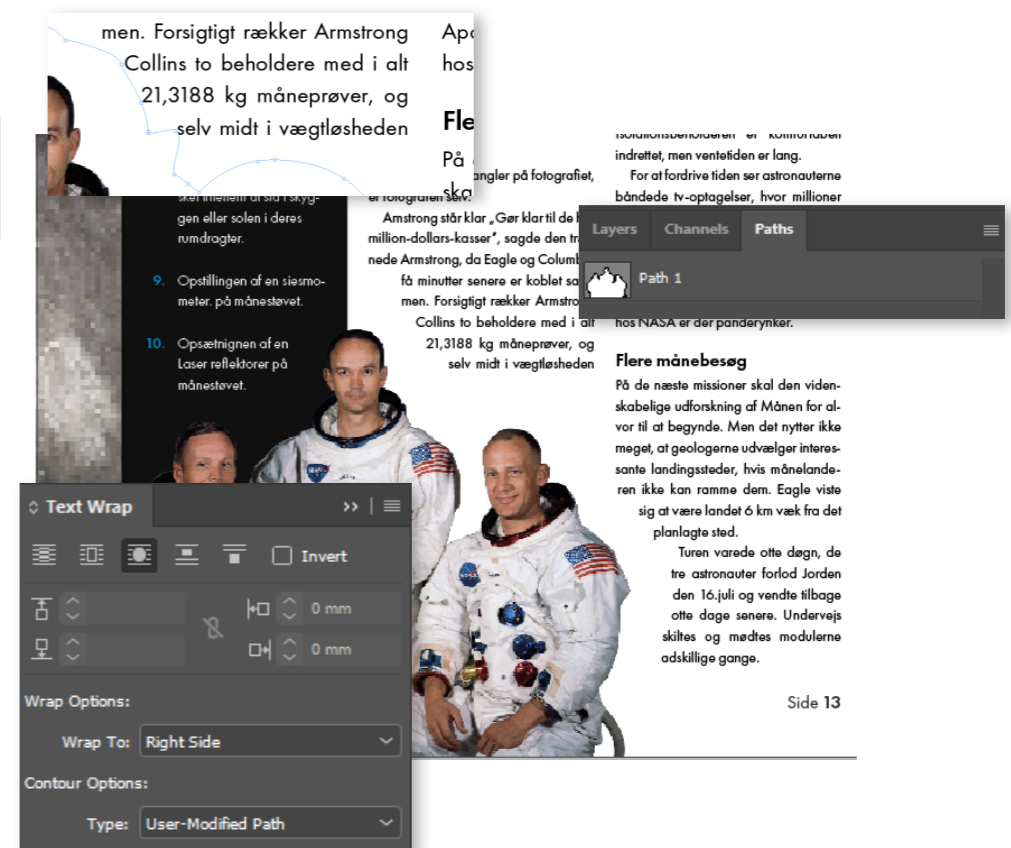 men. Forsigtigt rækker Armstrong
Collins to beholdere med i alt
21,3188 kg måneprøver, og
selv midt i vægtløsheden
hos
Fle
På
ska
gen eller solen i deres
rumdragter.
9. Opstillingen af en siesmo-
meter. på månestøvet.
10. Opsætnignen af en
Laser reflektorer på
månestøvet.
angler på fotografiet,
er fotografen selv.
Amstrong står klar „Gør klar til de
million-dollars-kasser", sagde den
nede Armstrong, da Eagle og
få minutter senere er koblet
men. Forsigtigt rækker
Collins to beholdere med i alt
21,3188 kg måneprøver, og
selv midt i vægtløsheden
isolationsbeholderen er komfortabelt
indrettet, men ventetiden er lang.
For at fordrive tiden ser astronauterne
båndede tv-optagelser, hvor millioner
hos NASA er der panderynker.
Flere månebesøg
På de næste missioner skal den viden-
skabelige udforskning af Månen for al-
vor til at begynde. Men det nytter ikke
meget, at geologerne udvælger interes-
sante landingssteder, hvis månelande-
ren ikke kan ramme dem. Eagle viste
sig at være landet 6 km væk fra det
planlagte sted.
Turen varede otte døgn, de
tre astronauter forlod Jorden
den 16.juli og vendte tilbage
otte dage senere. Undervejs
skiltes og mødtes modulerne
adskillige gange.
Side 13
Layers Channels Paths
Path 1
Text Wrap
Invert
0 mm
0 mm
Wrap Options:
Wrap To: Right Side
Contour Options:
Type: User-Modified Path